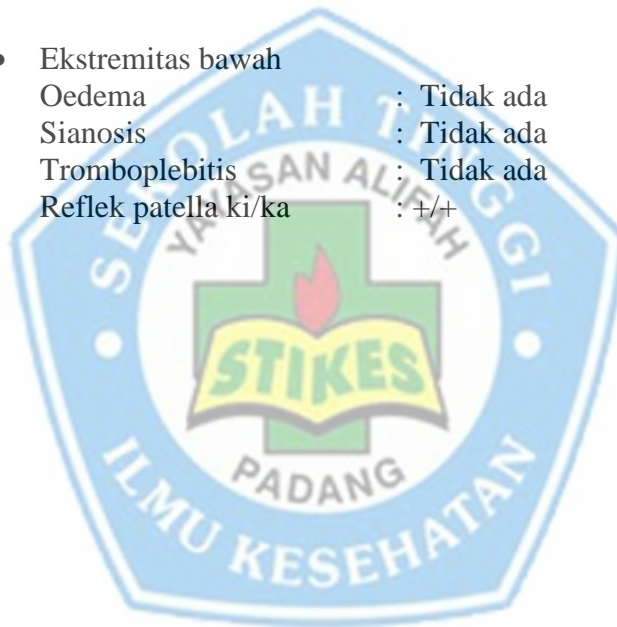 • Ekstremitas bawah
Oedema : Tidak ada
Sianosis : Tidak ada
Tromboplebitis : Tidak ada
Reflek patella ki/ka : +/+
SEKOLAH TINGGI
YAYASAN ALIFAH
STIKES
PADANG
ILMU KESEHATAN